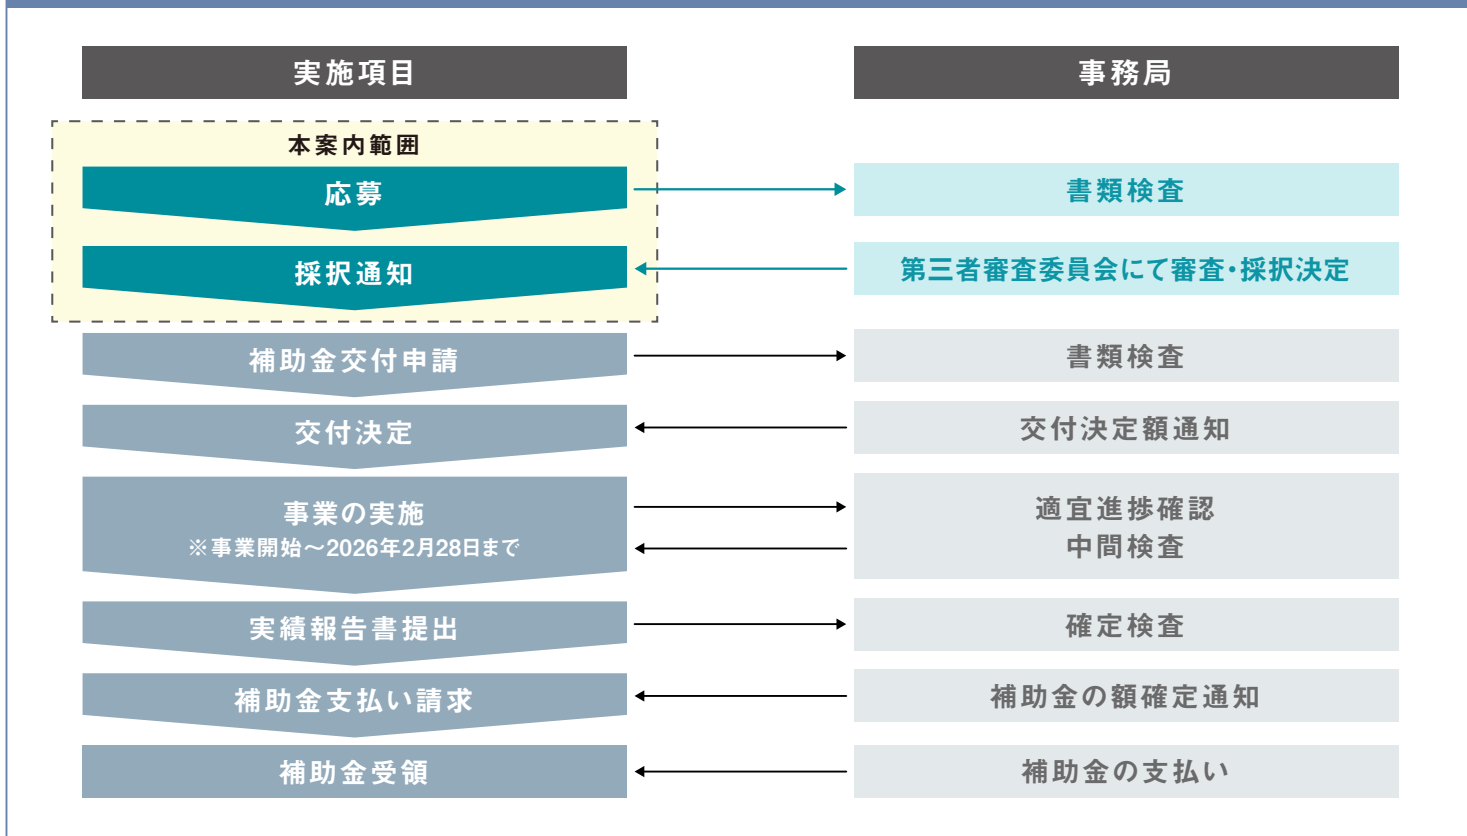 実施項目
事務局
本案内範囲
応募
書類検査
採択通知
第三者審査委員会にて審査・採択決定
補助金交付申請
書類検査
交付決定
交付決定額通知
事業の実施
※事業開始～2026年2月28日まで
適宜進捗確認
中間検査
実績報告書提出
確定検査
補助金支払い請求
補助金の額確定通知
補助金受領
補助金の支払い